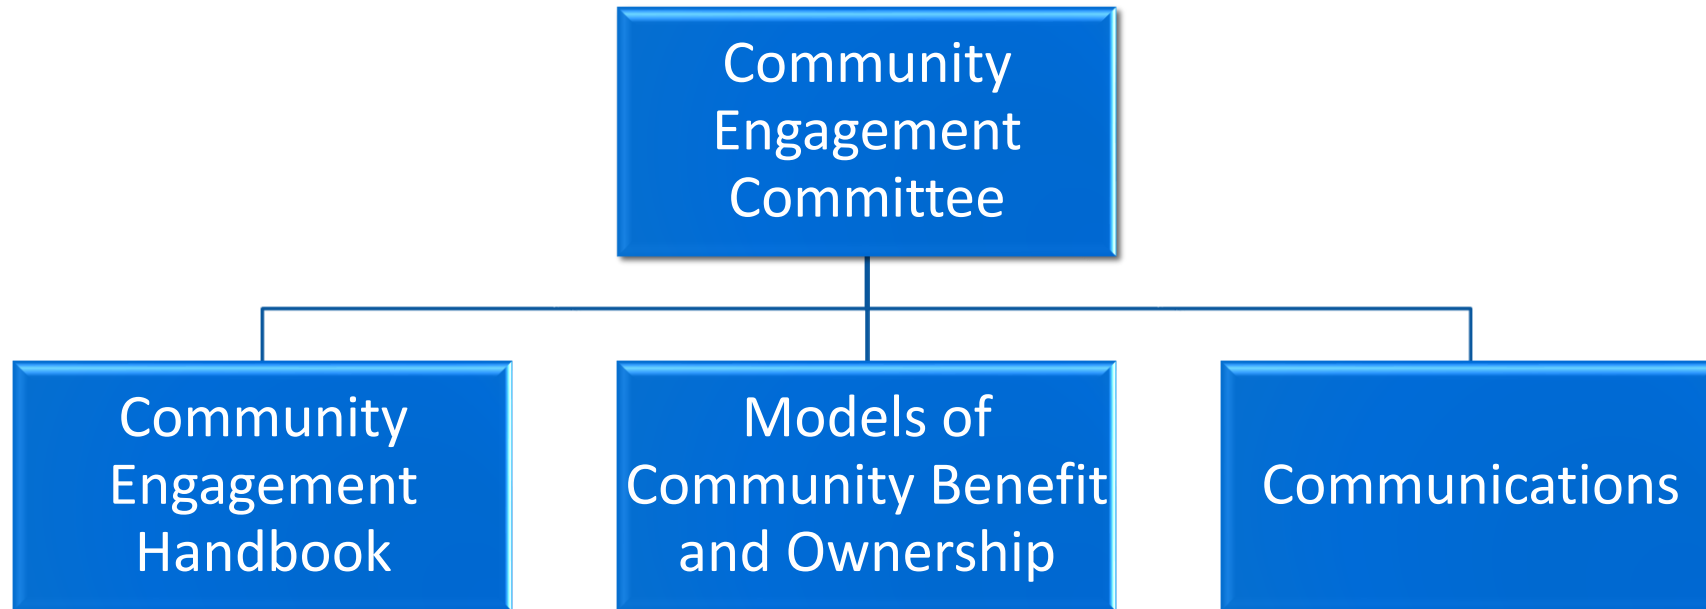 Community
Engagement
Committee
Community
Engagement
Handbook
Models of
Community Benefit
and Ownership
Communications